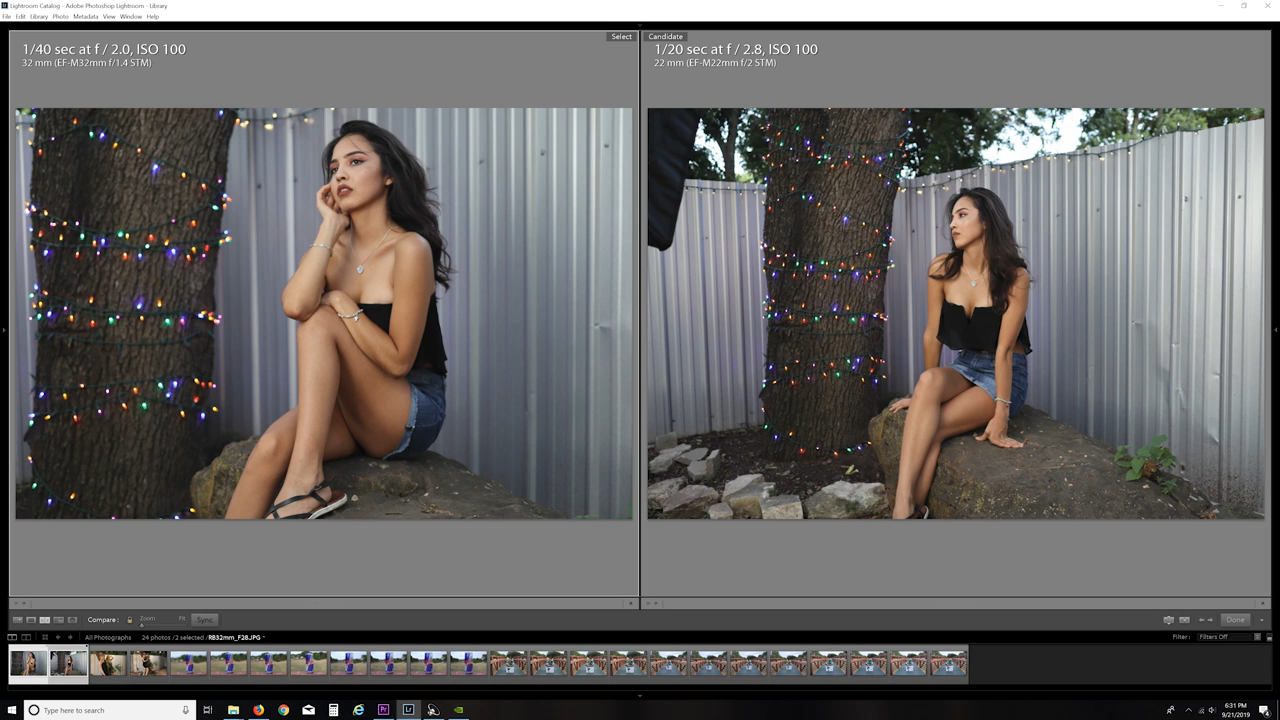 Lightroom Catalog - Adobe Photoshop Lightroom - Library
File Edit Library Photo Metadata View Window Help
Select
Candidate
1/40 sec at f / 2.0, ISO 100
32 mm (EF-M32mm f/1.4 STM)
1/20 sec at f / 2.8, ISO 100
22 mm (EF-M22mm f/2 STM)
Compare : Zoom Fit Sync Done
All Photographs 24 photos /2 selected /RB32mm_F28.JPG
Filter : Filters Off
Type here to search
6:31 PM
9/21/2019